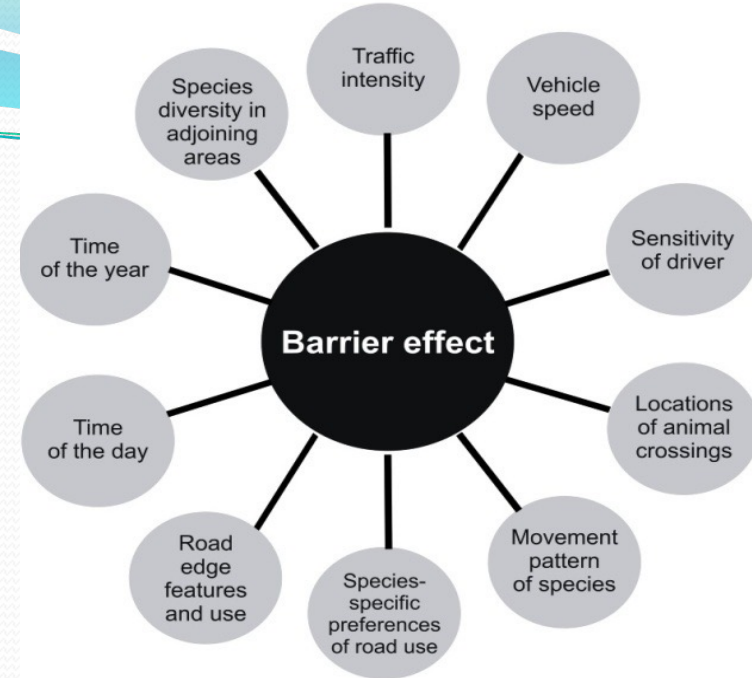 Traffic
intensity
Vehicle
speed
Sensitivity
of driver
Locations
of animal
crossings
Movement
pattern
of species
Species-
specific
preferences
of road use
Road
edge
features
and use
Time
of the day
Time
of the year
Species
diversity in
adjoining
areas
Barrier effect